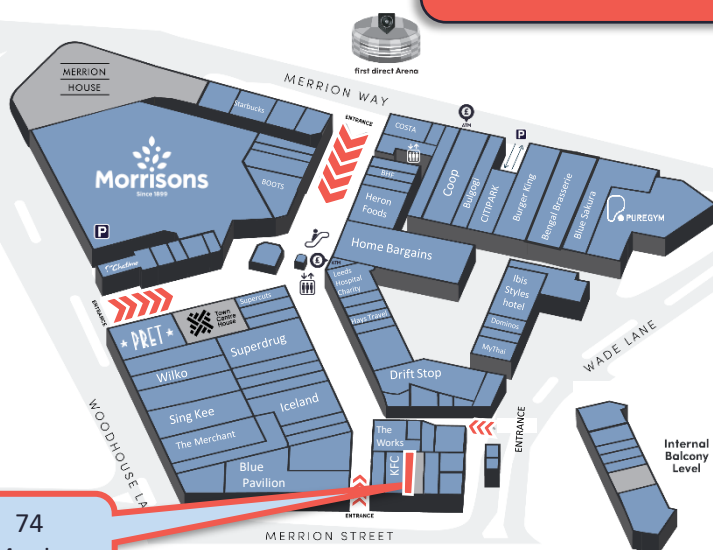 first direct Arena
MERRION WAY
MERRION
HOUSE
Starbucks
Morrisons
Since 1899
BOOTS
P
ENTRANCE
COSTA
BHF
Heron
Foods
£
ATM
Coop
Bulgogi
CITIPARK
P
Burger King
Bengal Brasserie
Blue Sakura
PUREGYM
Home Bargains
£
ATM
Leeds
Hospital
Charity
Hays Travel
Ibis
Styles
hotel
Dominos
MyThai
Drift Stop
WADE LANE
ENTRANCE
PRET
Town
Centre
House
Supercuts
Superdrug
Wilko
Sing Kee
The Merchant
Iceland
Blue
Pavilion
WOODHOUSE LA
The
Works
KFC
ENTRANCE
ENTRANCE
MERRION STREET
Internal
Balcony
Level
74